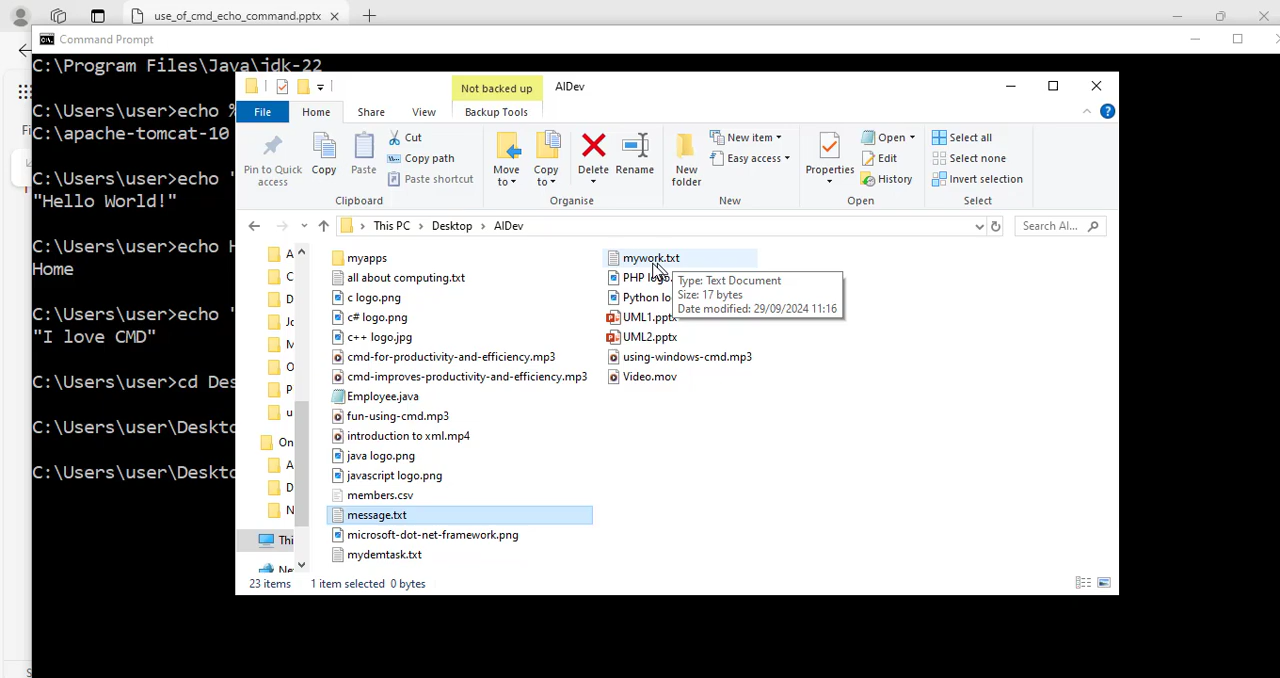 use_of_cmd_echo_command.pptx
Command Prompt
C:\Program Files\Java\jdk-22
C:\Users\user>echo %
C:\apache-tomcat-10
C:\Users\user>echo "
"Hello World!"
C:\Users\user>echo H
Home
C:\Users\user>echo "
"I love CMD"
C:\Users\user>cd Des
C:\Users\user\Deskto
C:\Users\user\Deskto
Not backed up
AIDev
File
Home
Share
View
Backup Tools
Pin to Quick access
Copy
Paste
Cut
Copy path
Paste shortcut
Clipboard
Move to
Copy to
Delete
Rename
Organise
New folder
New item
Easy access
New
Properties
Open
Edit
History
Open
Select all
Select none
Invert selection
Select
This PC > Desktop > AIDev
Search AI...
A
C
D
Jo
M
O
P
u
On
A
D
N
Thi
myapps
all about computing.txt
c logo.png
c# logo.png
c++ logo.jpg
cmd-for-productivity-and-efficiency.mp3
cmd-improves-productivity-and-efficiency.mp3
Employee.java
fun-using-cmd.mp3
introduction to xml.mp4
java logo.png
javascript logo.png
members.csv
message.txt
microsoft-dot-net-framework.png
mydemtask.txt
mywork.txt
PHP logo.
Python lo
UML1.pptx
UML2.pptx
using-windows-cmd.mp3
Video.mov
Type: Text Document
Size: 17 bytes
Date modified: 29/09/2024 11:16
23 items
1 item selected 0 bytes